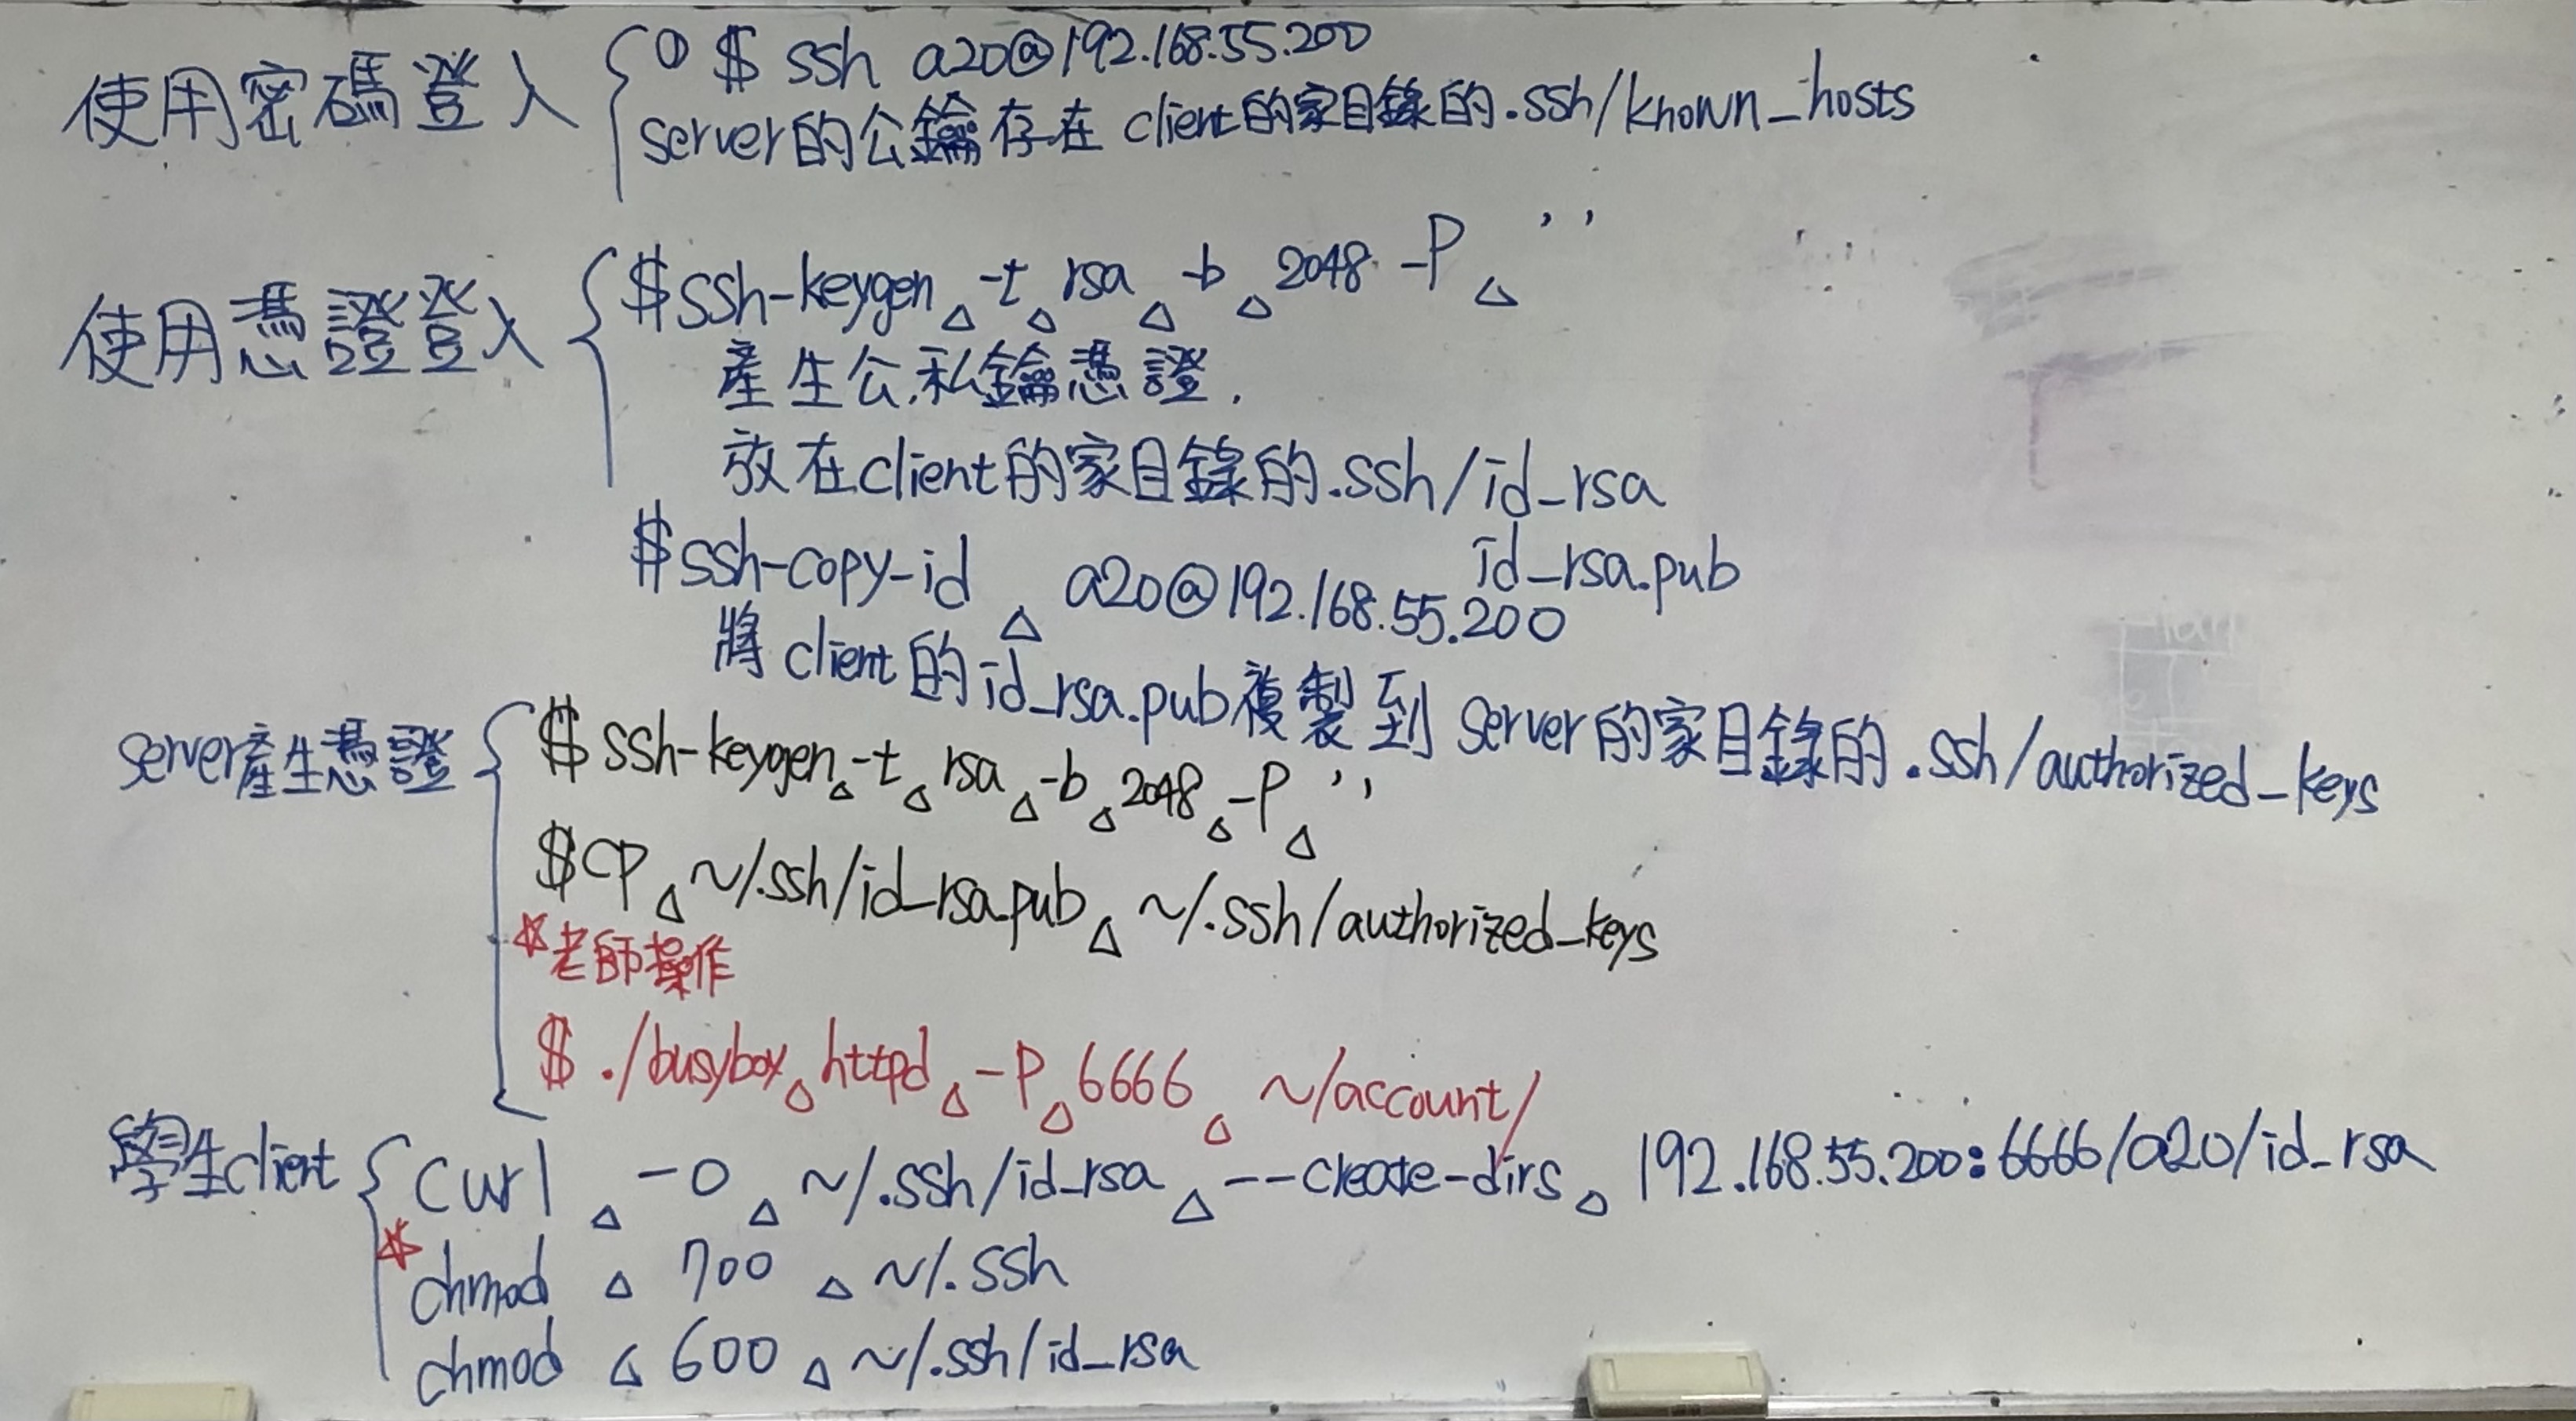 使用密碼登入 ① $ ssh a20@192.168.55.200
server的公鑰存在 client的家目錄的.ssh/known_hosts
使用憑證登入 $ssh-keygen△-t△rsa△-b△2048 -P△''
產生公.私鑰憑證.
放在client的家目錄的.ssh/id_rsa
id_rsa.pub
$ssh-copy-id△a20@192.168.55.200
將client的id_rsa.pub複製到server的家目錄的.ssh/authorized_keys
server產生憑證 $ssh-keygen△-t△rsa△-b△2048△-P△''
$cp△~/.ssh/id_rsa.pub△~/.ssh/authorized_keys
☆老師操作
$ ./busybox△httpd△-P△6666△~/account/
學生client curl△-o△~/.ssh/id_rsa△--create-dirs△192.168.55.200:6666/a20/id_rsa
☆chmod△700△~/.ssh
chmod△600△~/.ssh/id_rsa